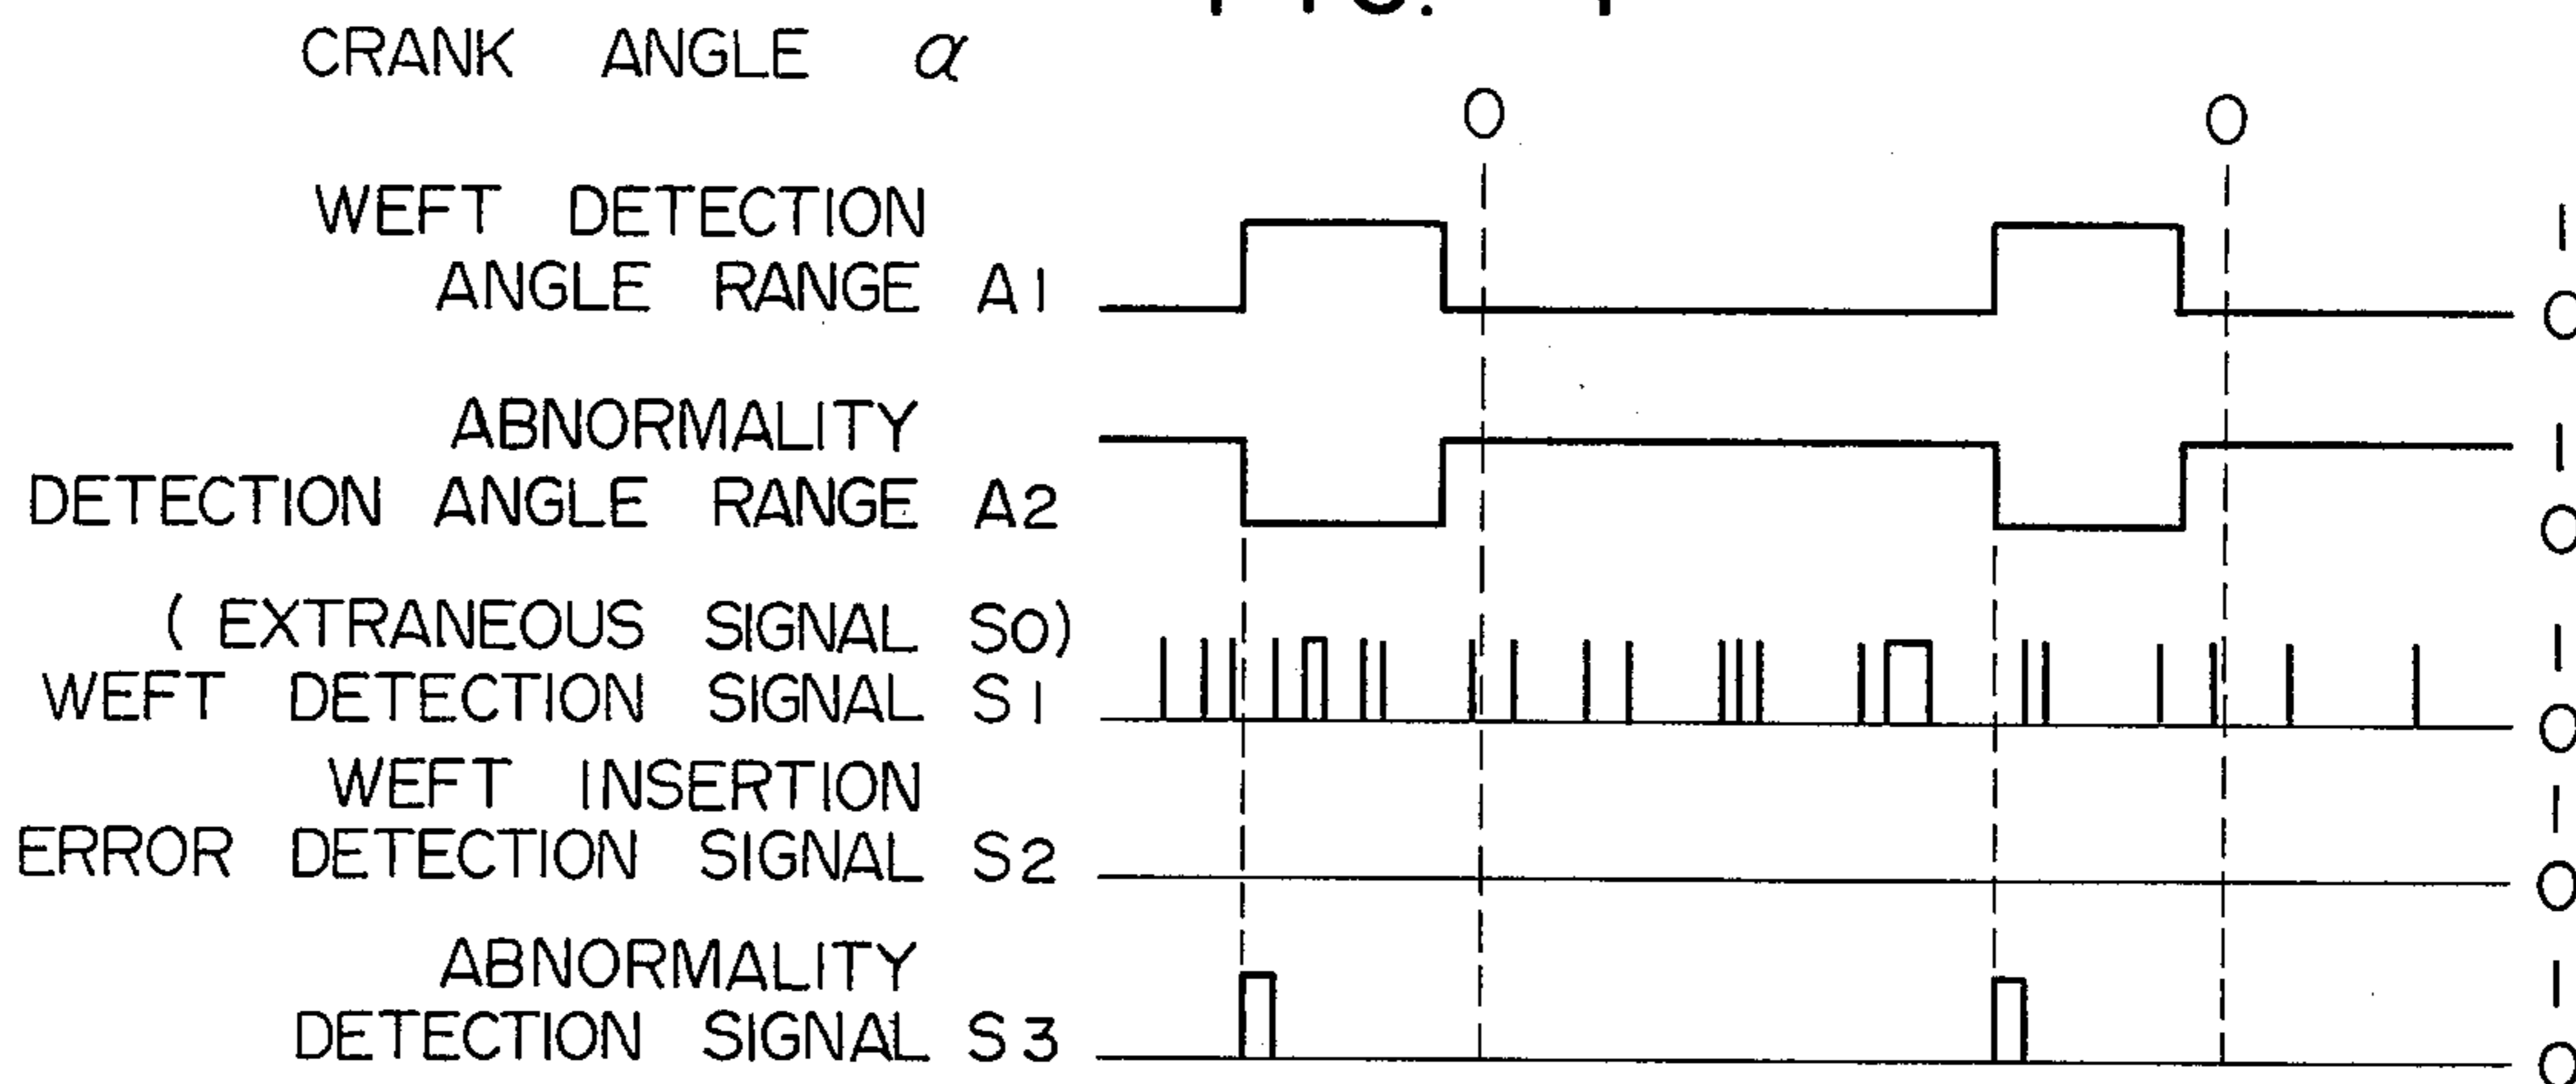 CRANK ANGLE α
0 0
WEFT DETECTION
ANGLE RANGE A1
1
0
ABNORMALITY
DETECTION ANGLE RANGE A2
1
0
(EXTRANEOUS SIGNAL S0)
WEFT DETECTION SIGNAL S1
1
0
WEFT INSERTION
ERROR DETECTION SIGNAL S2
1
0
ABNORMALITY
DETECTION SIGNAL S3
1
0